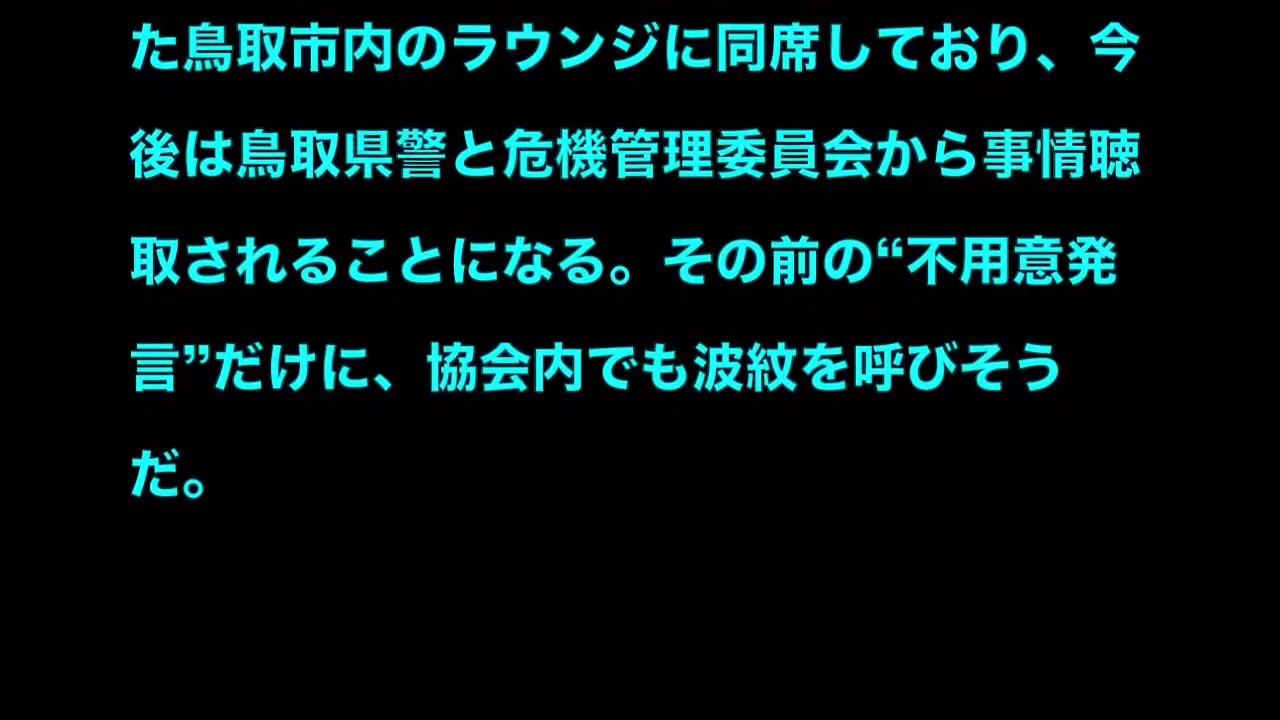 た鳥取市内のラウンジに同席しており、今
後は鳥取県警と危機管理委員会から事情聴
取されることになる。その前の“不用意発
言”だけに、協会内でも波紋を呼びそう
だ。